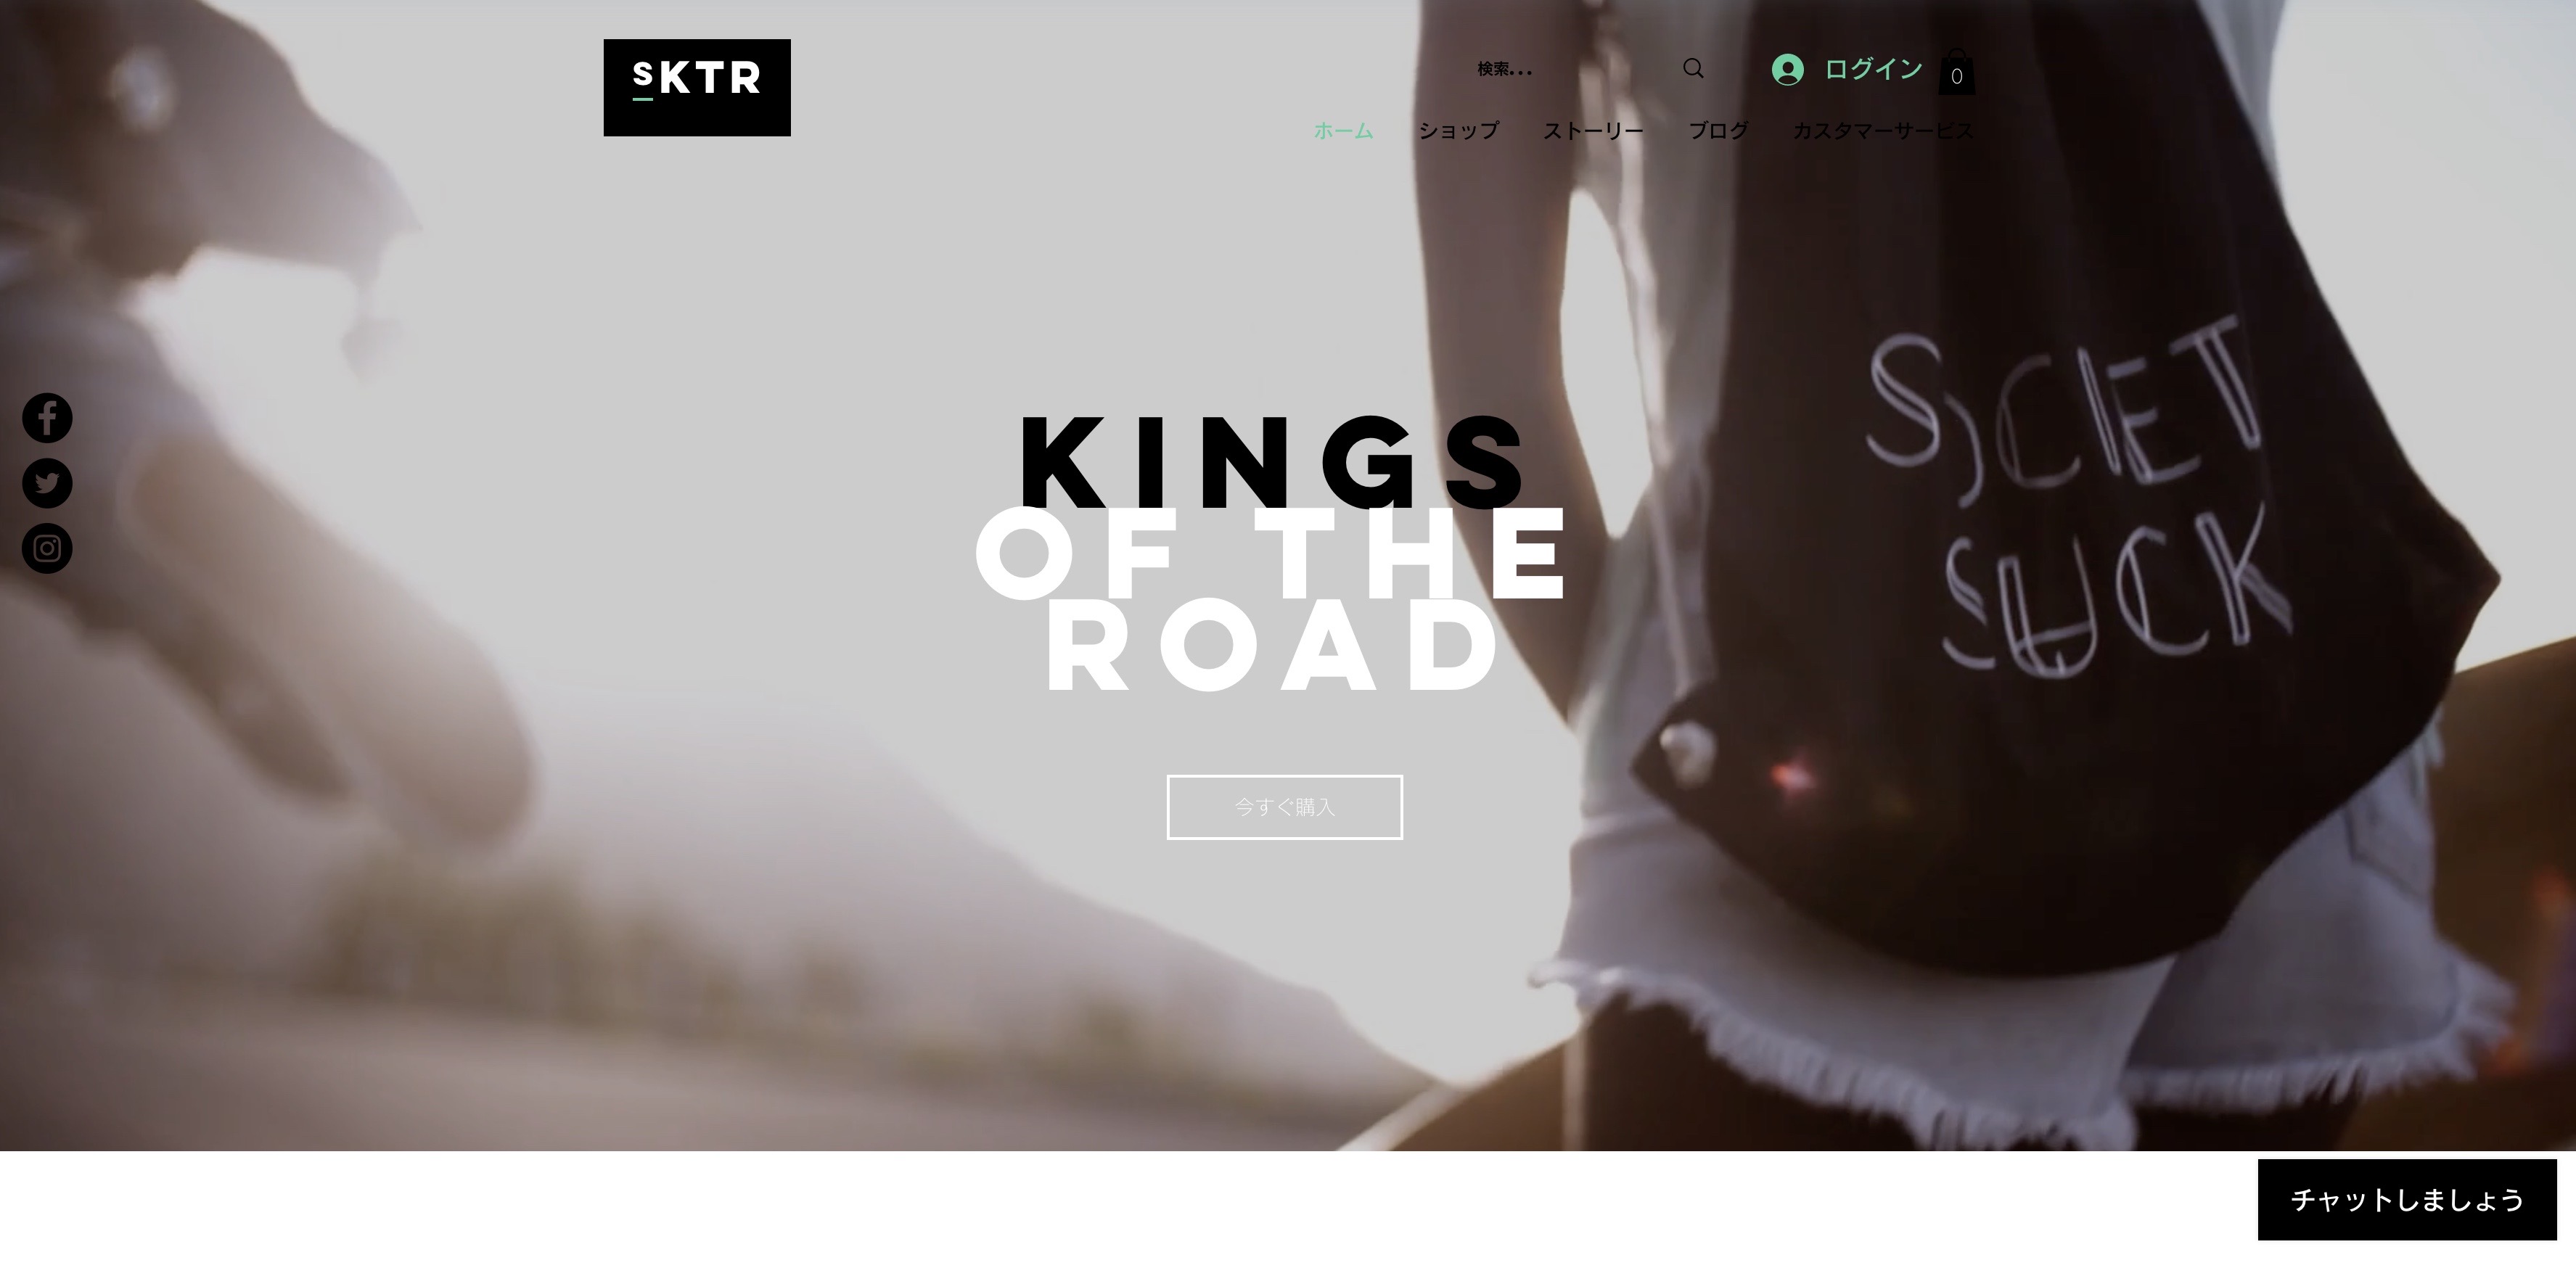 SKTR
検索...
ログイン
0
ホーム ショップ ストーリー ブログ カスタマーサービス
KINGS
OF THE
ROAD
SUCK
今すぐ購入
チャットしましょう